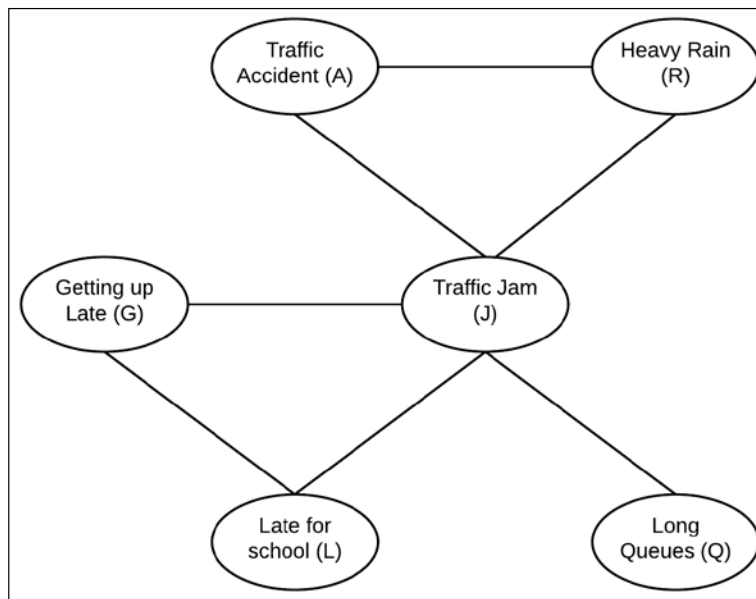 Traffic
Accident (A)
Heavy Rain
(R)
Getting up
Late (G)
Traffic Jam
(J)
Late for
school (L)
Long
Queues (Q)